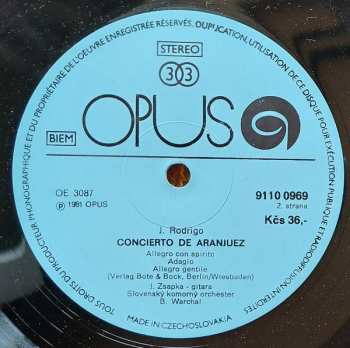 TOUS DROITS DU PRODUCTEUR PHONOGRAPHIQUE ET DU PROPRIÉTAIRE DE L'OEUVRE ENREGISTRÉE RÉSERVÉS. DUPLICATION, UTILISATION DE CE DISQUE POUR EXÉCUTION PUBLIQUE ET RADIODIFFUSION INTERDITES
STEREO
33
OPUS
BIEM
OE 3087
9110 0969
℗ 1981 OPUS
2. strana
Kčs 36,-
J. Rodrigo
CONCIERTO DE ARANJUEZ
Allegro con spirito
Adagio
Allegro gentile
(Verlag Bote & Bock, Berlin/Wiesbaden)
J. Zsapka - gitara
Slovenský komorný orchester
B. Warchal
MADE IN CZECHOSLOVAKIA